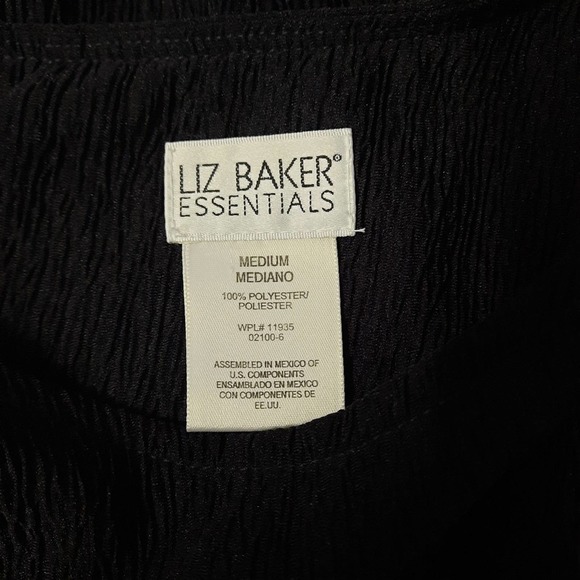 LIZ BAKER®
ESSENTIALS
MEDIUM
MEDIANO
100% POLYESTER/
POLIESTER
WPL# 11935
02100-6
ASSEMBLED IN MEXICO OF
U.S. COMPONENTS
ENSAMBLADO EN MEXICO
CON COMPONENTES DE
EE.UU.